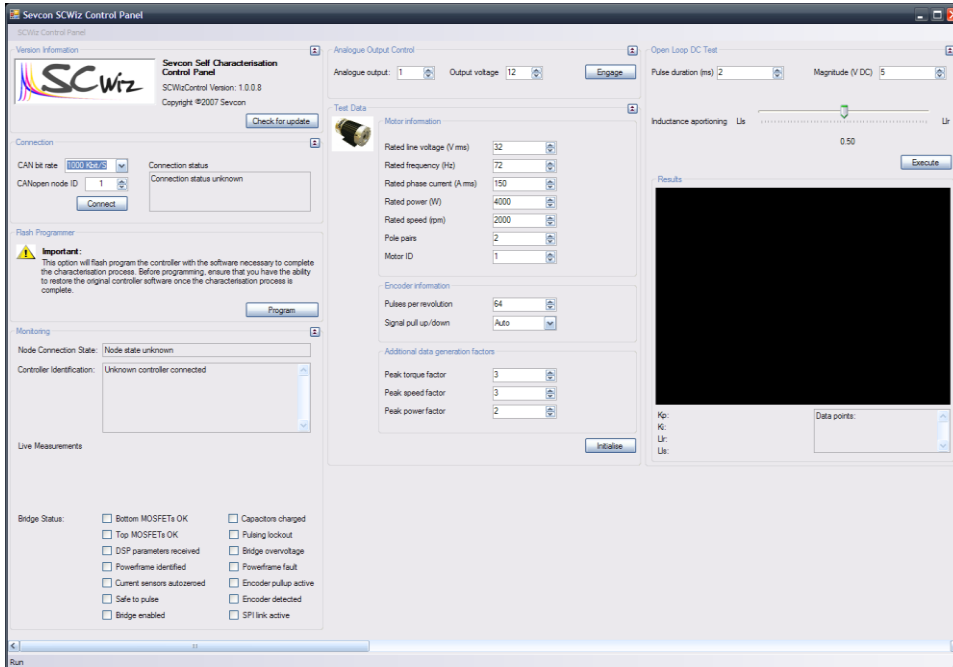 Sevcon SCWiz Control Panel
SCWiz Control Panel
Version Information
SCWiz
Sevcon Self Characterisation
Control Panel
SCWizControl Version: 1.0.0.8
Copyright ©2007 Sevcon
Check for update
Connection
CAN bit rate 1000 Kbit/S
Connection status
CANopen node ID 1
Connection status unknown
Connect
Flash Programmer
Important:
This option will flash program the controller with the software necessary to complete
the characterisation process. Before programming, ensure that you have the ability
to restore the original controller software once the characterisation process is
complete.
Program
Monitoring
Node Connection State: Node state unknown
Controller Identification: Unknown controller connected
Live Measurements
Bridge Status:
Bottom MOSFETs OK
Capacitors charged
Top MOSFETs OK
Pulsing lockout
DSP parameters received
Bridge overvoltage
Powerframe identified
Powerframe fault
Current sensors autozeroed
Encoder pullup active
Safe to pulse
Encoder detected
Bridge enabled
SPI link active
Analogue Output Control
Analogue output: 1 Output voltage 12 Engage
Test Data
Motor information
Rated line voltage (V rms) 32
Rated frequency (Hz) 72
Rated phase current (A rms) 150
Rated power (W) 4000
Rated speed (rpm) 2000
Pole pairs 2
Motor ID 1
Encoder information
Pulses per revolution 64
Signal pull up/down Auto
Additional data generation factors
Peak torque factor 3
Peak speed factor 3
Peak power factor 2
Initialise
Open Loop DC Test
Pulse duration (ms) 2 Magnitude (V DC) 5
Inductance aportioning Lls Llr
0.50
Execute
Results
Kp:
Ki:
Llr:
Lls:
Data points:
Run